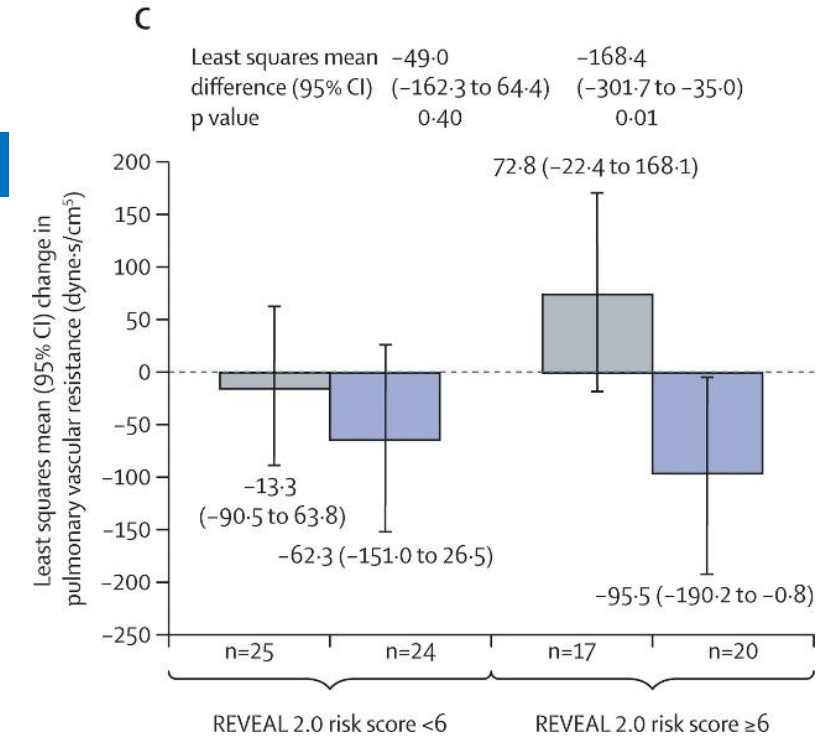 C
Least squares mean −49·0 −168·4
difference (95% CI) (−162·3 to 64·4) (−301·7 to −35·0)
p value 0·40 0·01
Least squares mean (95% CI) change in
pulmonary vascular resistance (dyne·s/cm⁵)
200
150
100
50
0
−50
−100
−150
−200
−250
72·8 (−22·4 to 168·1)
−13·3
(−90·5 to 63·8)
−62·3 (−151·0 to 26·5)
−95·5 (−190·2 to −0·8)
n=25 n=24 n=17 n=20
REVEAL 2.0 risk score <6 REVEAL 2.0 risk score ≥6